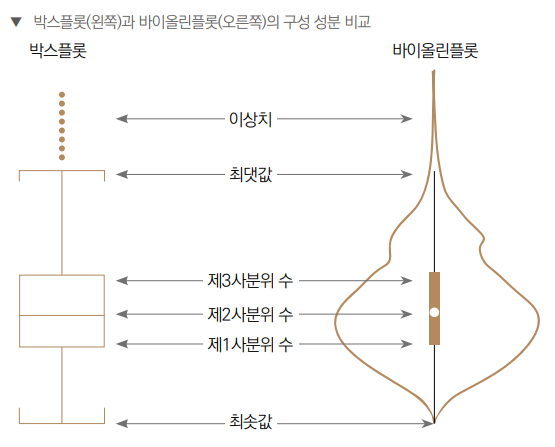 ▼ 박스플롯(왼쪽)과 바이올린플롯(오른쪽)의 구성 성분 비교
박스플롯
바이올린플롯
이상치
최댓값
제3사분위 수
제2사분위 수
제1사분위 수
최솟값